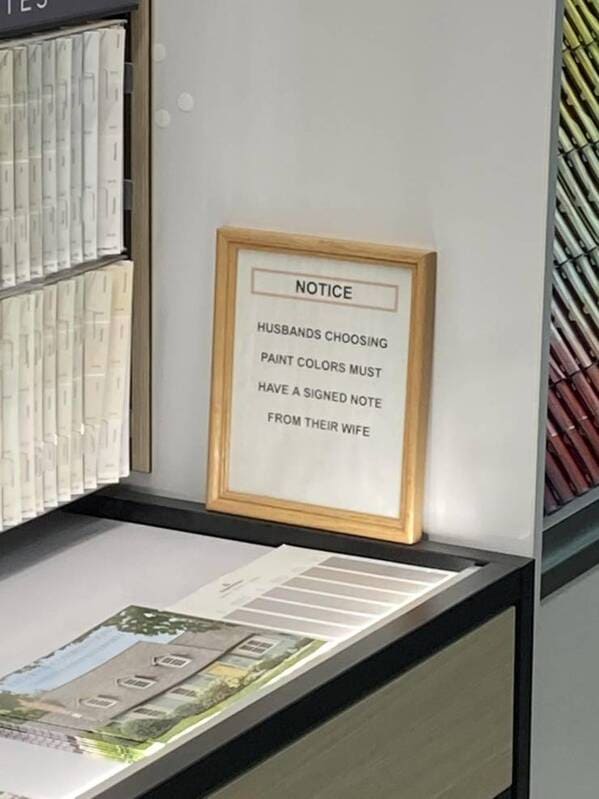 NOTICE
HUSBANDS CHOOSING
PAINT COLORS MUST
HAVE A SIGNED NOTE
FROM THEIR WIFE